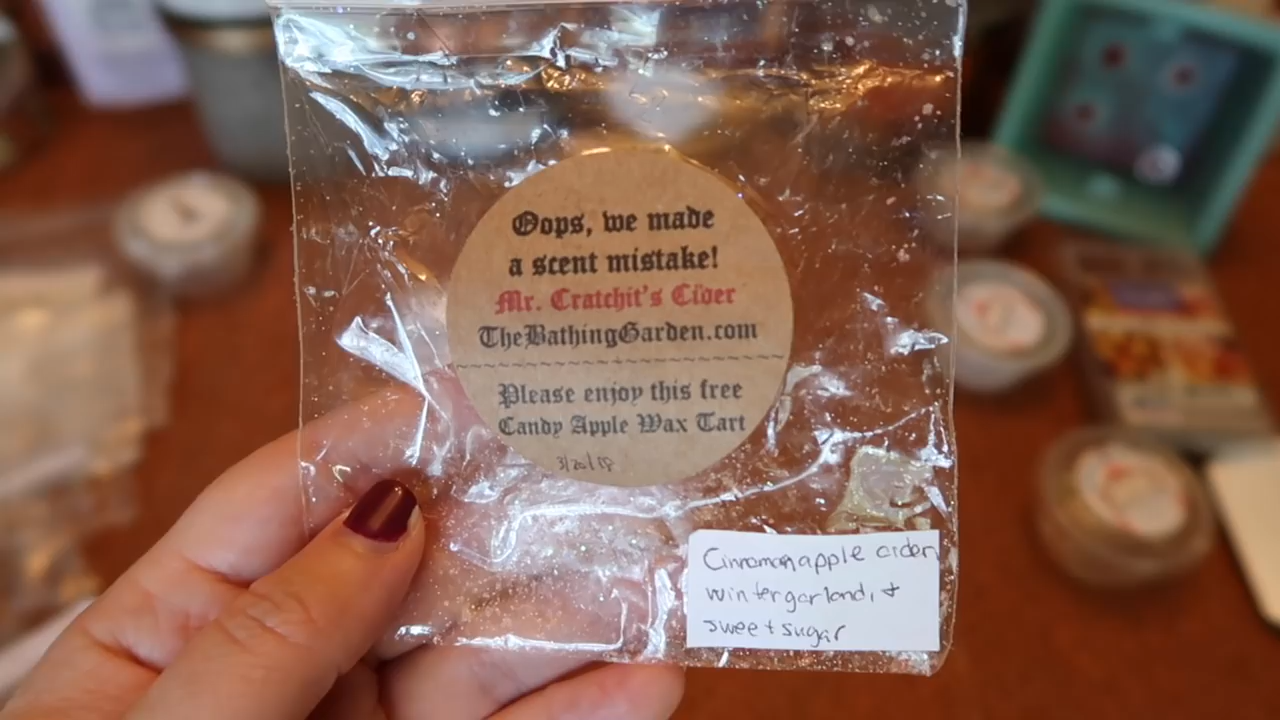 Oops, we made
a scent mistake!
Mr. Cratchit's Cider
TheBathingGarden.com
Please enjoy this free
Candy Apple Wax Tart
3/20/18
Cinnamon apple cider,
winter garland, &
sweet sugar